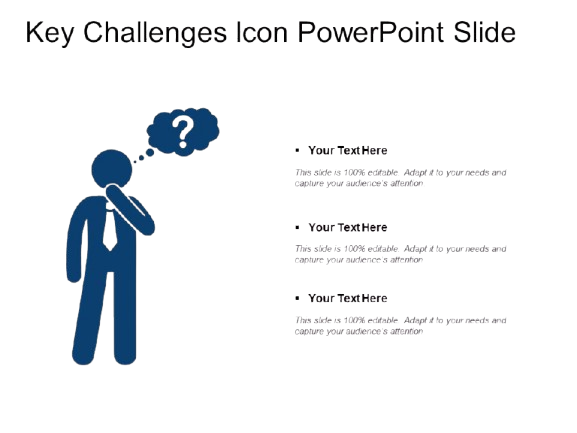 Key Challenges Icon PowerPoint Slide
?
▪ Your Text Here
This slide is 100% editable. Adapt it to your needs and
capture your audience's attention
▪ Your Text Here
This slide is 100% editable. Adapt it to your needs and
capture your audience's attention
▪ Your Text Here
This slide is 100% editable. Adapt it to your needs and
capture your audience's attention